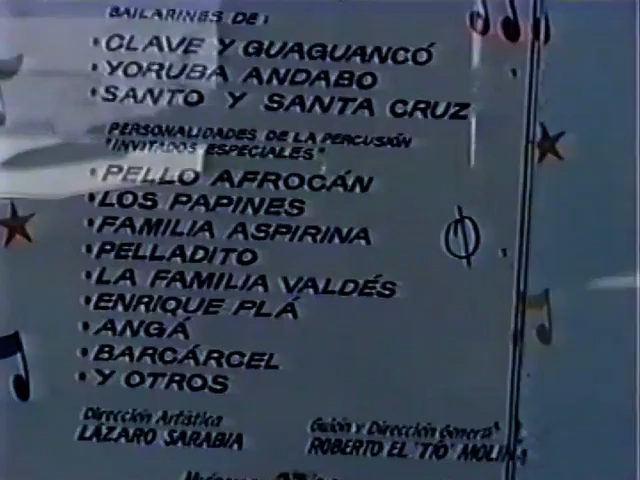 BAILARINES DE:
•CLAVE Y GUAGUANCÓ
•YORUBA ANDABO
•SANTO Y SANTA CRUZ
PERSONALIDADES DE LA PERCUSIÓN
"INVITADOS ESPECIALES"
•PELLO AFROCÁN
•LOS PAPINES
•FAMILIA ASPIRINA
•PELLADITO
•LA FAMILIA VALDÉS
•ENRIQUE PLÁ
•ANGÁ
•BARCÁRCEL
•Y OTROS
Dirección Artística
LÁZARO SARABIA
Guión y Dirección General
ROBERTO EL "TÍO" MOLINA